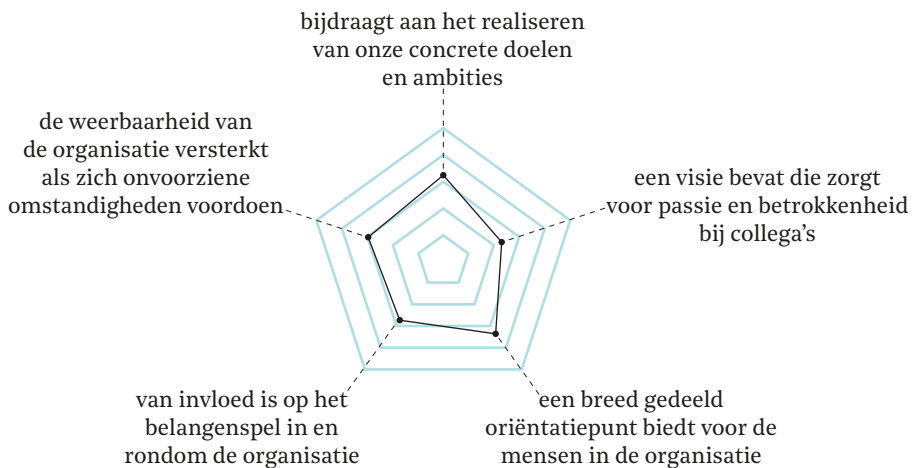 bijdraagt aan het realiseren
van onze concrete doelen
en ambities
een visie bevat die zorgt
voor passie en betrokkenheid
bij collega's
een breed gedeeld
oriëntatiepunt biedt voor de
mensen in de organisatie
van invloed is op het
belangenspel in en
rondom de organisatie
de weerbaarheid van
de organisatie versterkt
als zich onvoorziene
omstandigheden voordoen